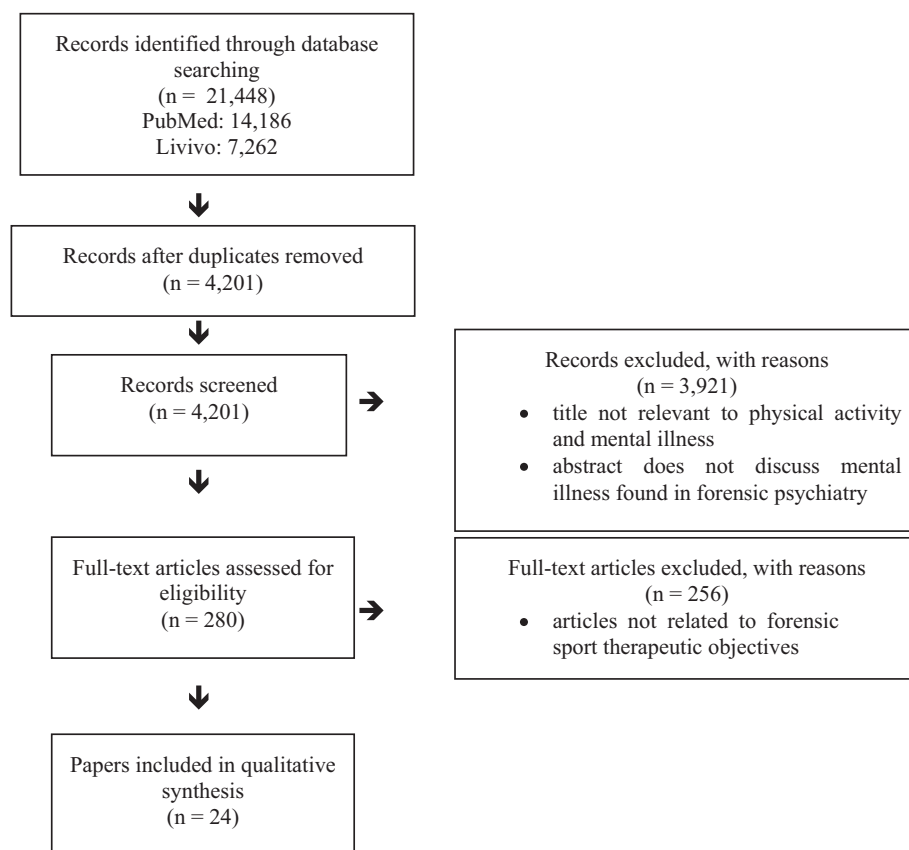 Records identified through database
searching
(n = 21,448)
PubMed: 14,186
Livivo: 7,262
Records after duplicates removed
(n = 4,201)
Records screened
(n = 4,201)
Records excluded, with reasons
(n = 3,921)
• title not relevant to physical activity
and mental illness
• abstract does not discuss mental
illness found in forensic psychiatry
Full-text articles assessed for
eligibility
(n = 280)
Full-text articles excluded, with reasons
(n = 256)
• articles not related to forensic
sport therapeutic objectives
Papers included in qualitative
synthesis
(n = 24)